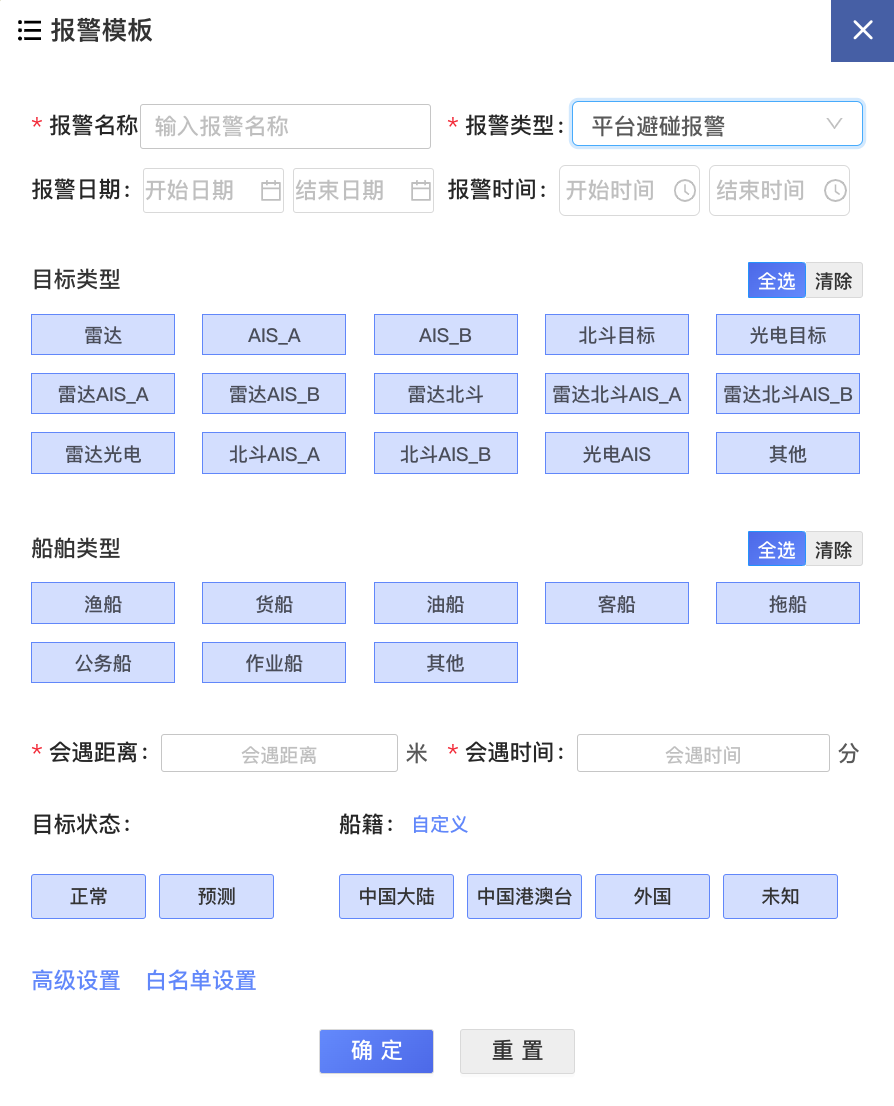 报警模板
* 报警名称 输入报警名称 * 报警类型: 平台避碰报警
报警日期: 开始日期 结束日期 报警时间: 开始时间 结束时间
目标类型 全选 清除
雷达 AIS_A AIS_B 北斗目标 光电目标
雷达AIS_A 雷达AIS_B 雷达北斗 雷达北斗AIS_A 雷达北斗AIS_B
雷达光电 北斗AIS_A 北斗AIS_B 光电AIS 其他
船舶类型 全选 清除
渔船 货船 油船 客船 拖船
公务船 作业船 其他
* 会遇距离: 会遇距离 米 * 会遇时间: 会遇时间 分
目标状态: 船籍: 自定义
正常 预测 中国大陆 中国港澳台 外国 未知
高级设置 白名单设置
确 定 重 置